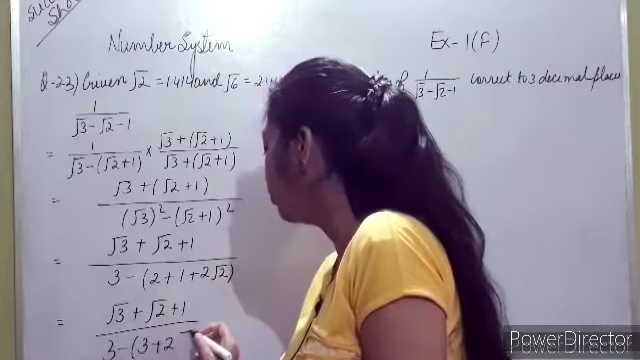 Number System
Ex-1(F)
Q-23) Given √2 = 1.414 and √6 = 2.4 of 1/(√3-√2-1) correct to 3 decimal places
1/(√3-√2-1)
= 1/(√3-(√2+1)) × (√3+(√2+1))/(√3+(√2+1))
= (√3+(√2+1))/((√3)²-(√2+1)²)
= (√3+√2+1)/(3-(2+1+2√2))
= (√3+√2+1)/(3-(3+2
PowerDirector